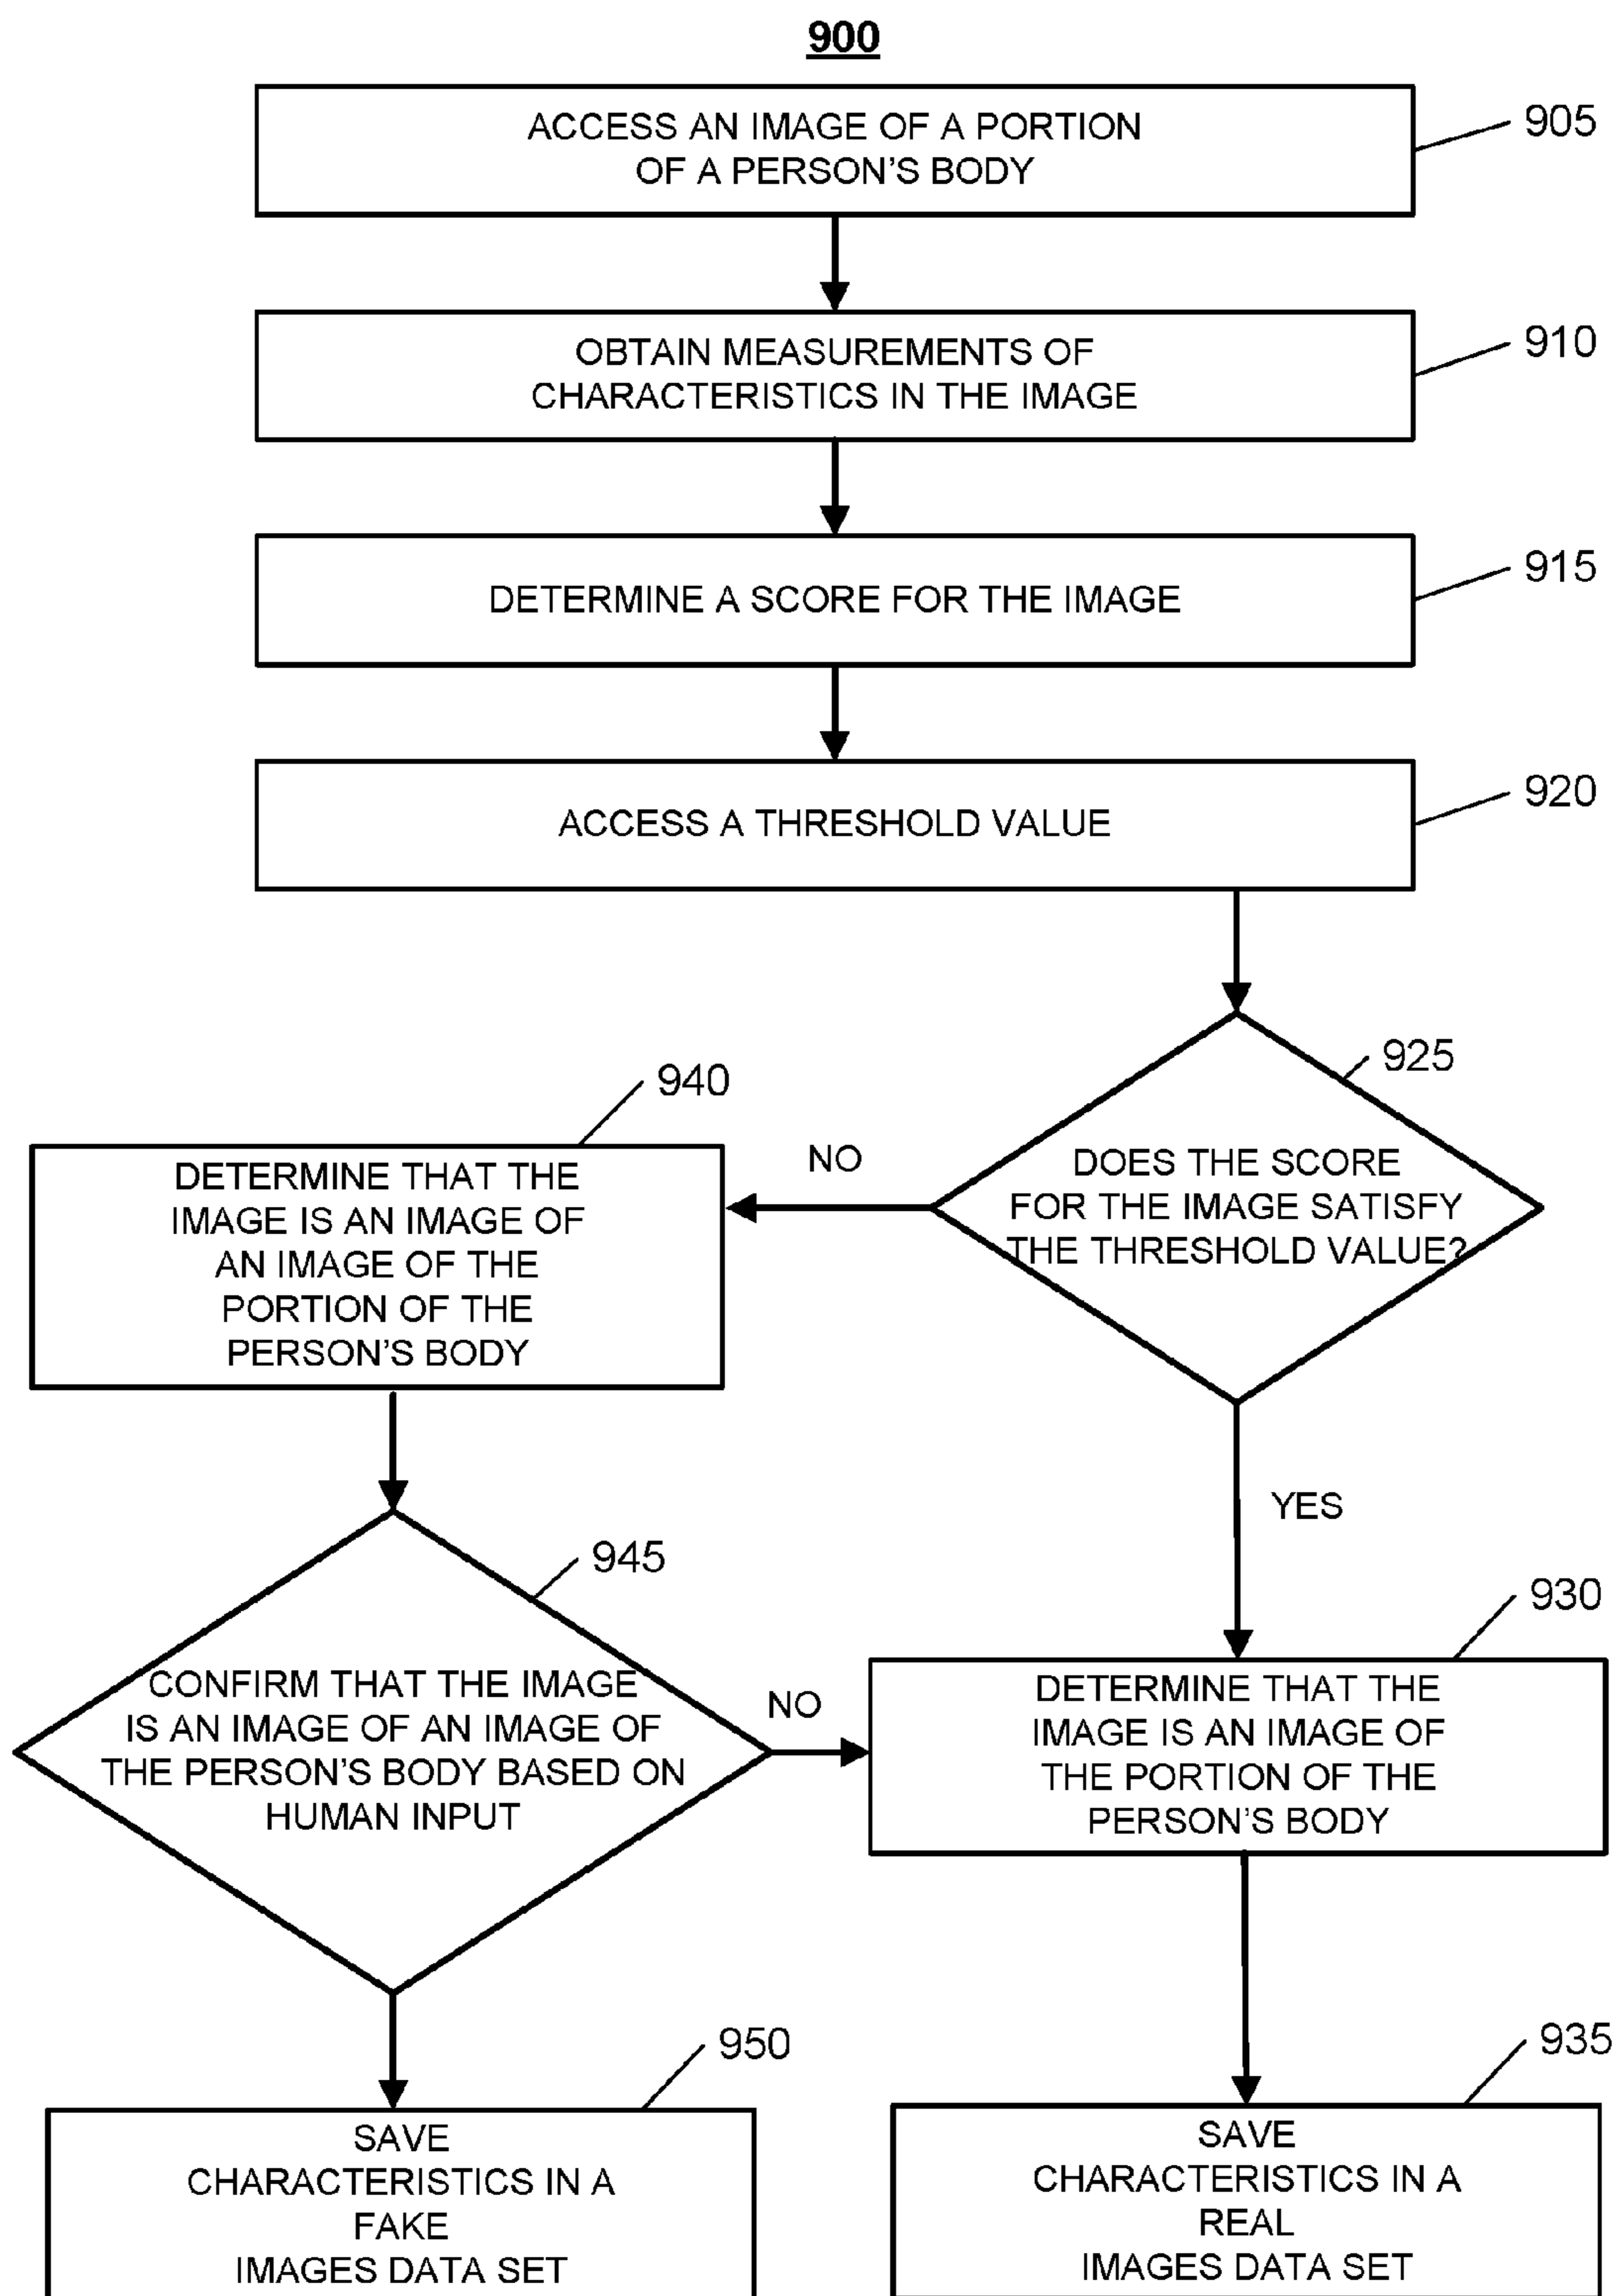 900
ACCESS AN IMAGE OF A PORTION
OF A PERSON'S BODY
905
OBTAIN MEASUREMENTS OF
CHARACTERISTICS IN THE IMAGE
910
DETERMINE A SCORE FOR THE IMAGE
915
ACCESS A THRESHOLD VALUE
920
925
DOES THE SCORE
FOR THE IMAGE SATISFY
THE THRESHOLD VALUE?
NO
940
DETERMINE THAT THE
IMAGE IS AN IMAGE OF
AN IMAGE OF THE
PORTION OF THE
PERSON'S BODY
YES
945
CONFIRM THAT THE IMAGE
IS AN IMAGE OF AN IMAGE OF
THE PERSON'S BODY BASED ON
HUMAN INPUT
NO
930
DETERMINE THAT THE
IMAGE IS AN IMAGE OF
THE PORTION OF THE
PERSON'S BODY
950
SAVE
CHARACTERISTICS IN A
FAKE
IMAGES DATA SET
935
SAVE
CHARACTERISTICS IN A
REAL
IMAGES DATA SET